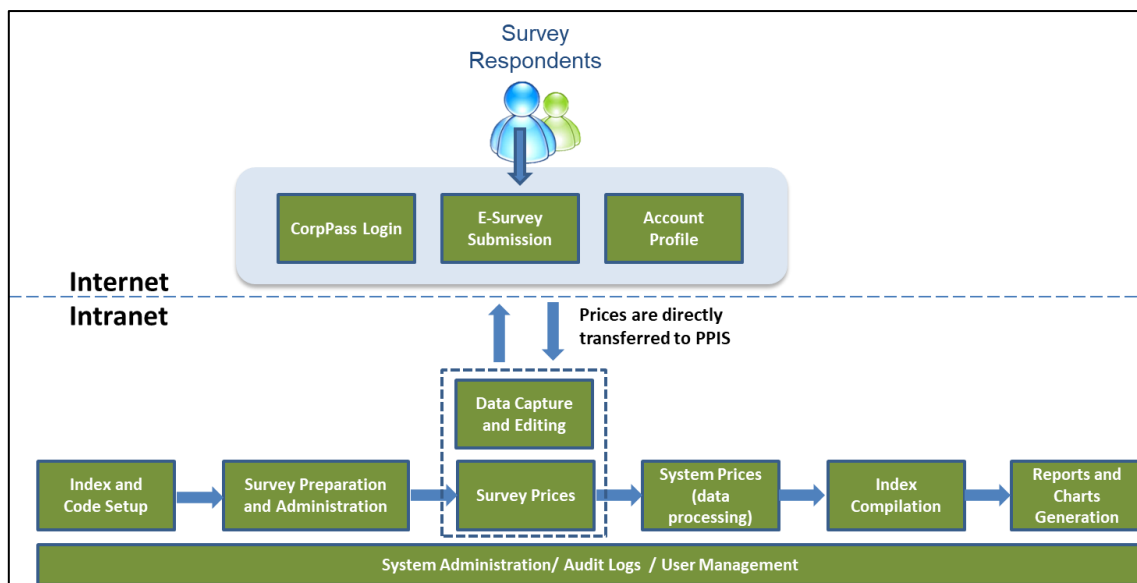 Survey
Respondents
CorpPass Login
E-Survey
Submission
Account
Profile
Internet
Intranet
Prices are directly
transferred to PPIS
Data Capture
and Editing
Index and
Code Setup
Survey Preparation
and Administration
Survey Prices
System Prices
(data
processing)
Index
Compilation
Reports and
Charts
Generation
System Administration/ Audit Logs / User Management